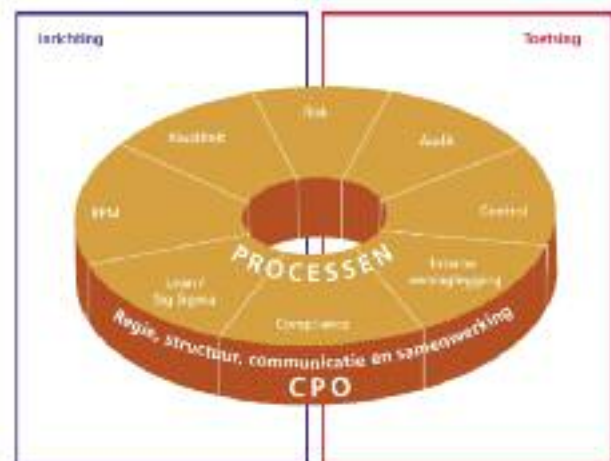 Inrichting
Toetsing
Risk
Kwaliteit
Audit
BPM
Control
PROCESSEN
Lean /
Sig Sigma
Externe
verslaglegging
Compliance
Regie, structuur, communicatie en samenwerking
CPO